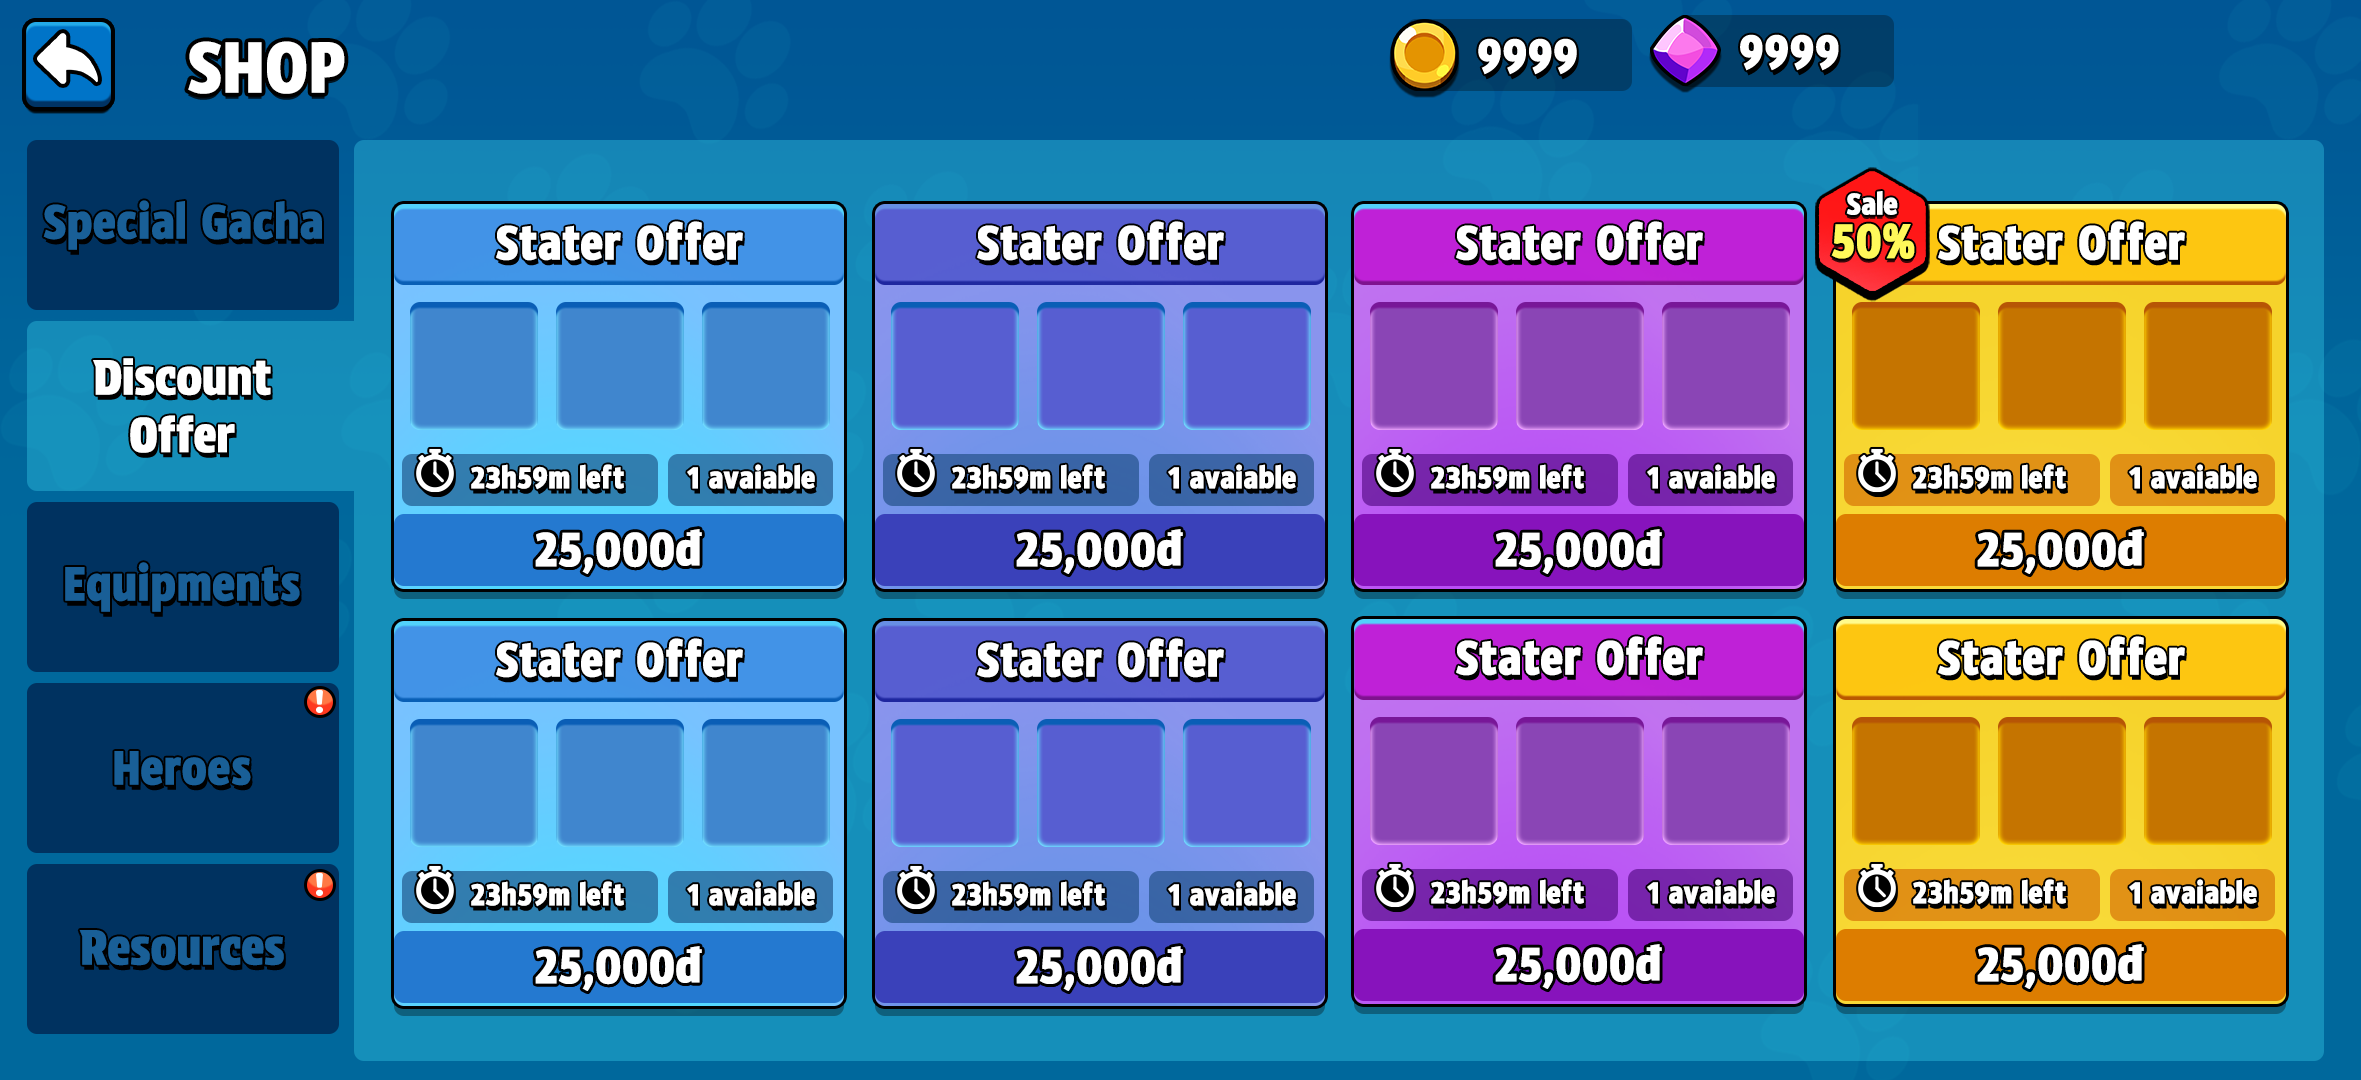 SHOP
9999
9999
Special Gacha
Discount
Offer
Equipments
Heroes
Resources
Stater Offer
23h59m left
1 avaiable
25,000đ
Stater Offer
23h59m left
1 avaiable
25,000đ
Stater Offer
23h59m left
1 avaiable
25,000đ
Sale
50%
Stater Offer
23h59m left
1 avaiable
25,000đ
Stater Offer
23h59m left
1 avaiable
25,000đ
Stater Offer
23h59m left
1 avaiable
25,000đ
Stater Offer
23h59m left
1 avaiable
25,000đ
Stater Offer
23h59m left
1 avaiable
25,000đ